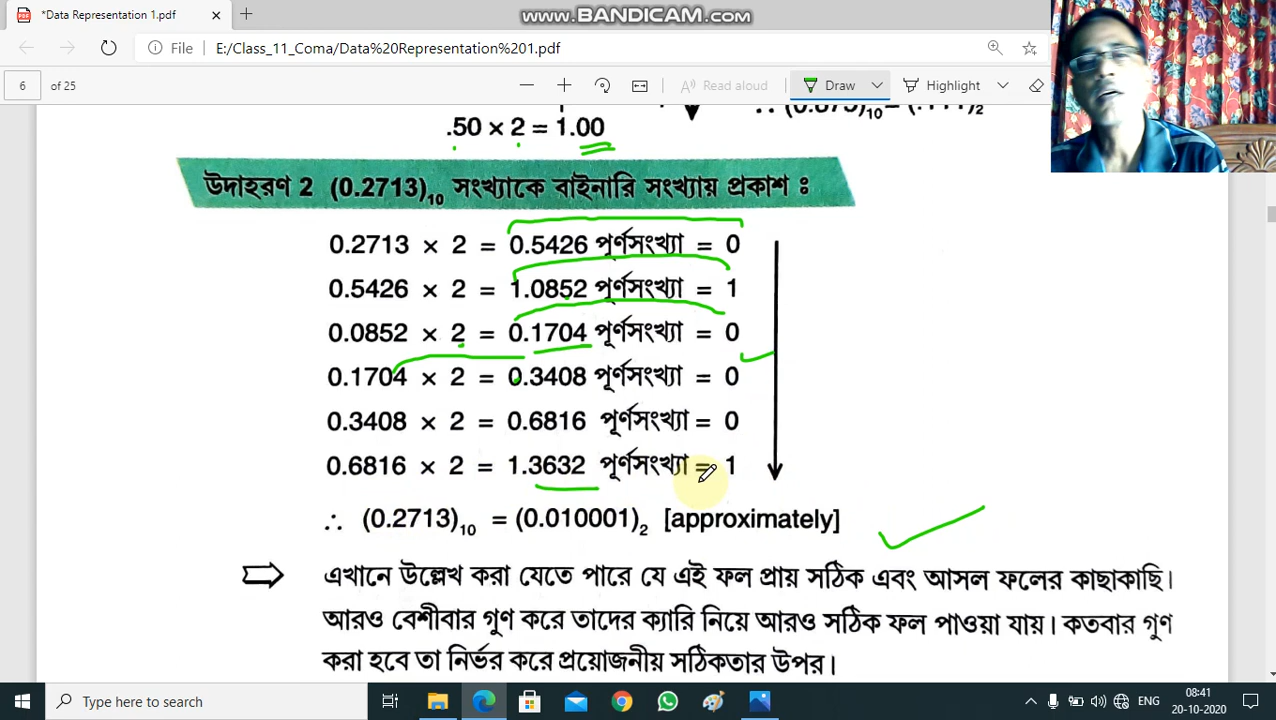 *Data Representation 1.pdf
www.BANDICAM.com
File E:/Class_11_Coma/Data%20Representation%201.pdf
6 of 25
Read aloud Draw Highlight
.50 × 2 = 1.00
উদাহরণ 2 (0.2713)10 সংখ্যাকে বাইনারি সংখ্যায় প্রকাশ ঃ
0.2713 × 2 = 0.5426 পূর্ণসংখ্যা = 0
0.5426 × 2 = 1.0852 পূর্ণসংখ্যা = 1
0.0852 × 2 = 0.1704 পূর্ণসংখ্যা = 0
0.1704 × 2 = 0.3408 পূর্ণসংখ্যা = 0
0.3408 × 2 = 0.6816 পূর্ণসংখ্যা = 0
0.6816 × 2 = 1.3632 পূর্ণসংখ্যা = 1
∴ (0.2713)10 = (0.010001)2 [approximately]
এখানে উল্লেখ করা যেতে পারে যে এই ফল প্রায় সঠিক এবং আসল ফলের কাছাকাছি।
আরও বেশীবার গুণ করে তাদের ক্যারি নিয়ে আরও সঠিক ফল পাওয়া যায়। কতবার গুণ
করা হবে তা নির্ভর করে প্রয়োজনীয় সঠিকতার উপর।
Type here to search
ENG
08:41
20-10-2020